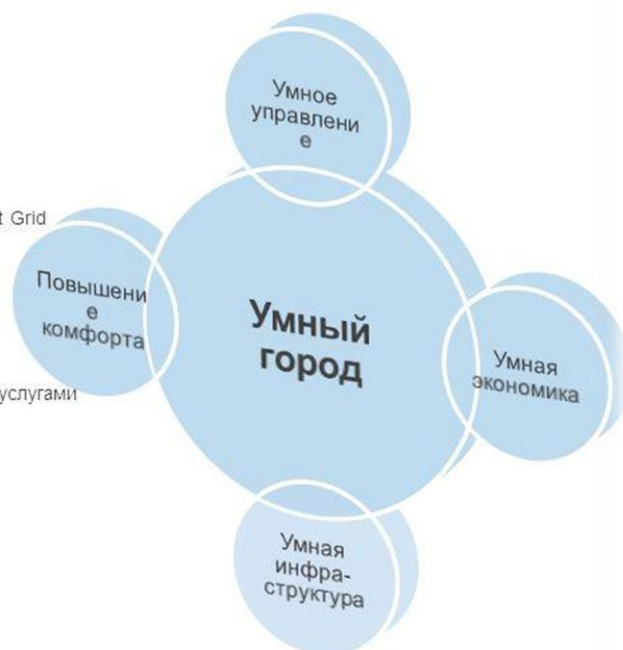 Умное
управлени
е
t Grid
Повышени
е
комфорта
Умный
город
Умная
экономика
услугами
Умная
инфра-
структура